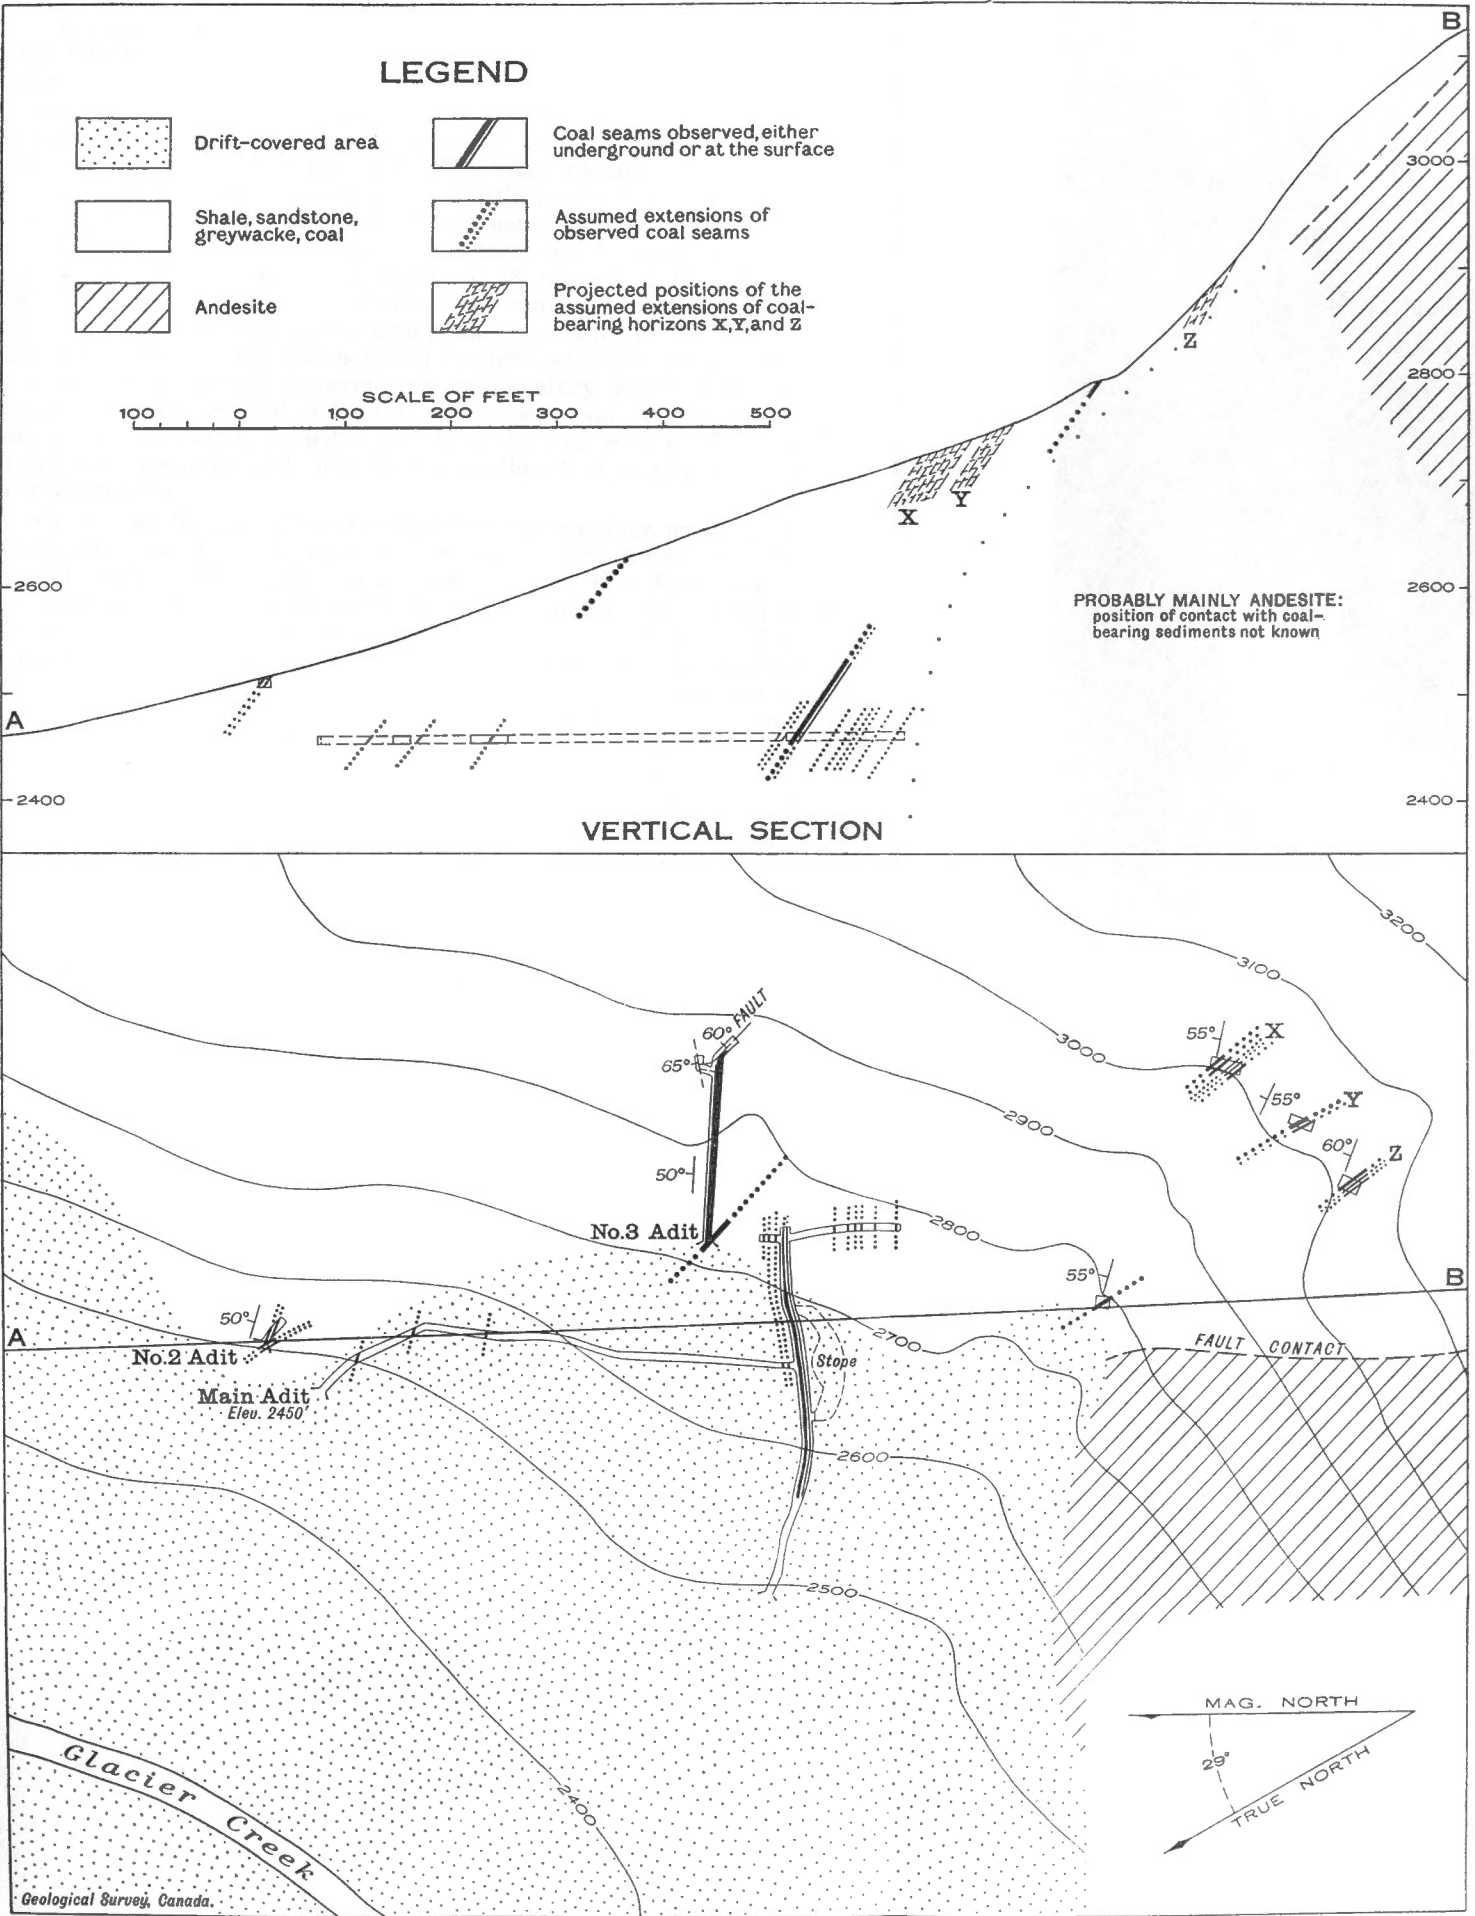 B
LEGEND
Drift-covered area
Coal seams observed, either
underground or at the surface
Shale, sandstone,
greywacke, coal
Assumed extensions of
observed coal seams
Andesite
Projected positions of the
assumed extensions of coal-
bearing horizons X,Y, and Z
3000
Z
2800
SCALE OF FEET
100 0 100 200 300 400 500
X Y
2600
2600
PROBABLY MAINLY ANDESITE:
position of contact with coal-
bearing sediments not known
A
2400
2400
VERTICAL SECTION
3200
3100
FAULT
60°
65°
3000
55°
X
2900
55°
Y
60°
Z
50°
No.3 Adit
2800
55°
B
50°
A
No.2 Adit
2700
FAULT CONTACT
Stope
Main Adit
Elev. 2450'
2600
2500
MAG. NORTH
29°
TRUE NORTH
Glacier Creek
2400
Geological Survey, Canada.